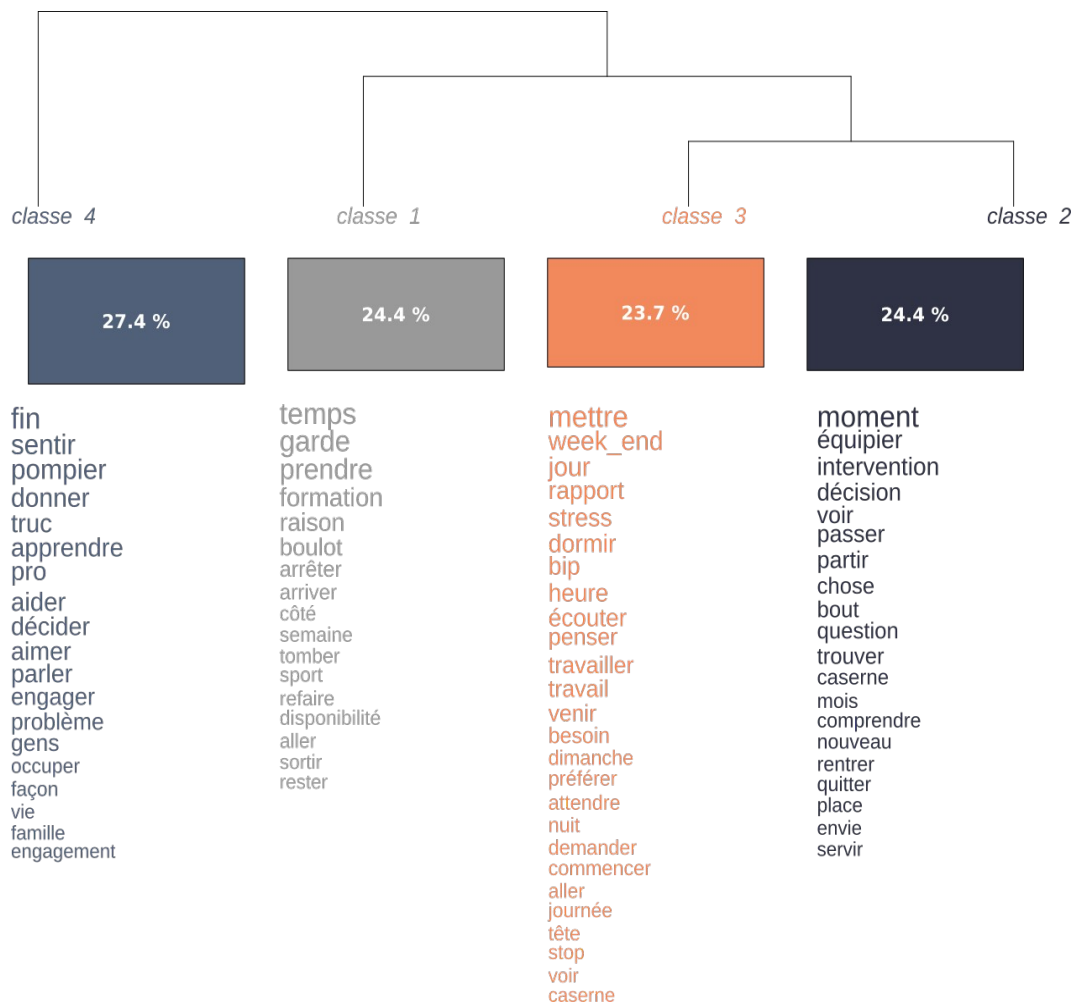 classe 4
classe 1
classe 3
classe 2
27.4 %
24.4 %
23.7 %
24.4 %
fin
sentir
pompier
donner
truc
apprendre
pro
aider
décider
aimer
parler
engager
problème
gens
occuper
façon
vie
famille
engagement
temps
garde
prendre
formation
raison
boulot
arrêter
arriver
côté
semaine
tomber
sport
refaire
disponibilité
aller
sortir
rester
mettre
week_end
jour
rapport
stress
dormir
bip
heure
écouter
penser
travailler
travail
venir
besoin
dimanche
préférer
attendre
nuit
demander
commencer
aller
journée
tête
stop
voir
caserne
moment
équipier
intervention
décision
voir
passer
partir
chose
bout
question
trouver
caserne
mois
comprendre
nouveau
rentrer
quitter
place
envie
servir